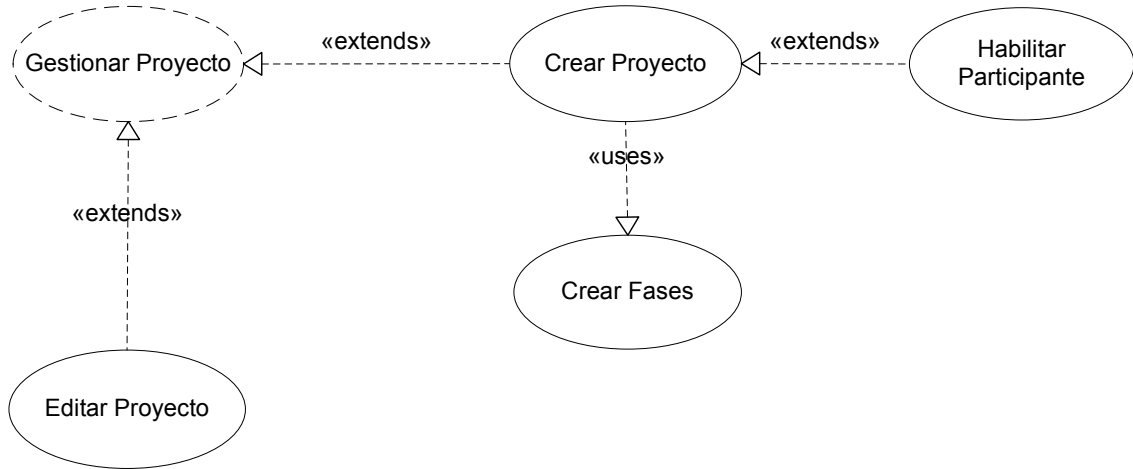 «extends»
«extends»
Gestionar Proyecto
Crear Proyecto
Habilitar
Participante
«uses»
«extends»
Crear Fases
Editar Proyecto